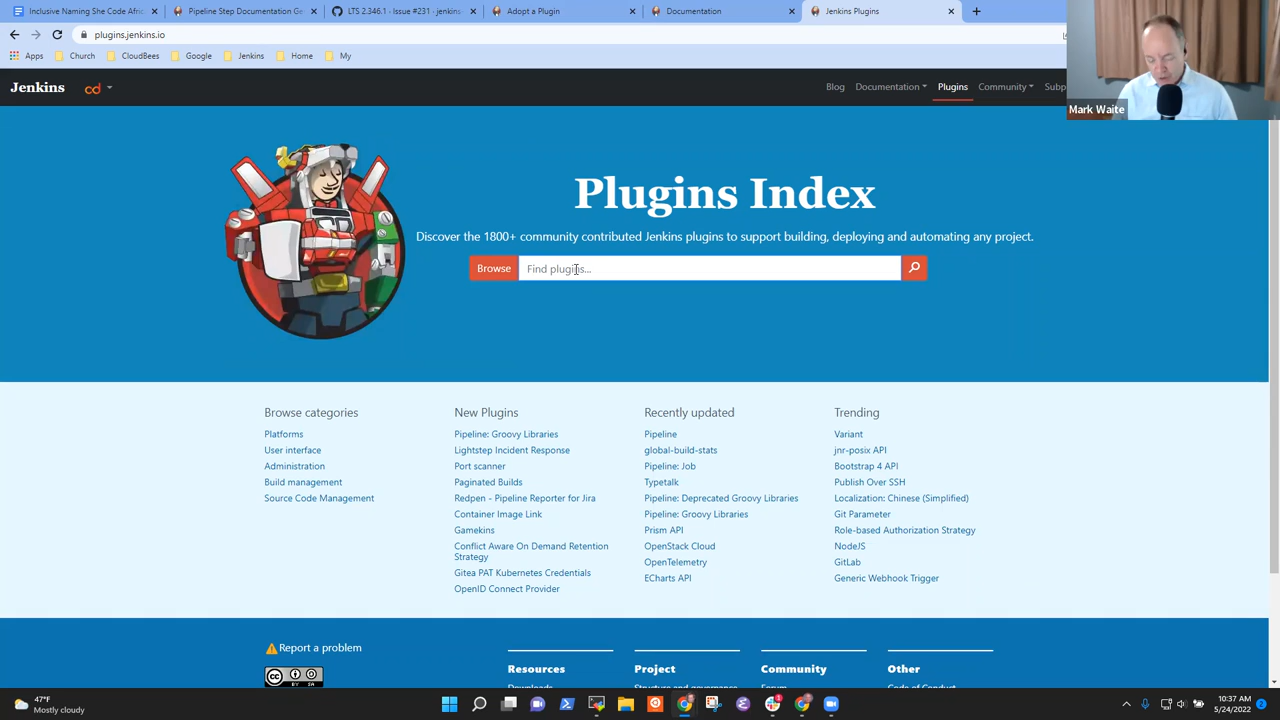 Inclusive Naming She Code Afric
Pipeline Step Documentation Ge
LTS 2.346.1 - Issue #231 - jenkins
Adopt a Plugin
Documentation
Jenkins Plugins
plugins.jenkins.io
Apps
Church
CloudBees
Google
Jenkins
Home
My
Jenkins
cd
Blog
Documentation
Plugins
Community
Mark Waite
Plugins Index
Discover the 1800+ community contributed Jenkins plugins to support building, deploying and automating any project.
Browse
Find plugins...
Browse categories
Platforms
User interface
Administration
Build management
Source Code Management
New Plugins
Pipeline: Groovy Libraries
Lightstep Incident Response
Port scanner
Paginated Builds
Redpen - Pipeline Reporter for Jira
Container Image Link
Gamekins
Conflict Aware On Demand Retention
Strategy
Gitea PAT Kubernetes Credentials
OpenID Connect Provider
Recently updated
Pipeline
global-build-stats
Pipeline: Job
Typetalk
Pipeline: Deprecated Groovy Libraries
Pipeline: Groovy Libraries
Prism API
OpenStack Cloud
OpenTelemetry
ECharts API
Trending
Variant
jnr-posix API
Bootstrap 4 API
Publish Over SSH
Localization: Chinese (Simplified)
Git Parameter
Role-based Authorization Strategy
NodeJS
GitLab
Generic Webhook Trigger
Report a problem
CC
BY SA
Resources
Project
Community
Other
47°F
Mostly cloudy
10:37 AM
5/24/2022